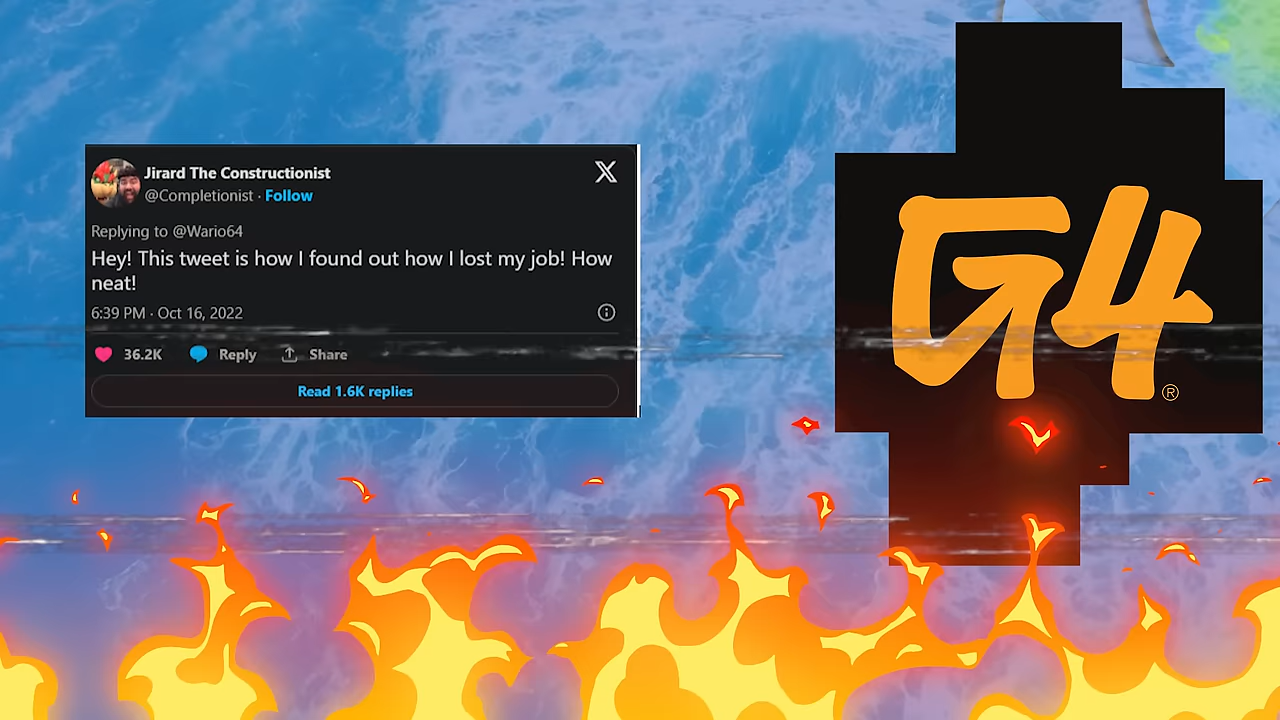 Jirard The Constructionist
@Completionist · Follow
Replying to @Wario64
Hey! This tweet is how I found out how I lost my job! How
neat!
6:39 PM · Oct 16, 2022
36.2K Reply Share
Read 1.6K replies
G4
®